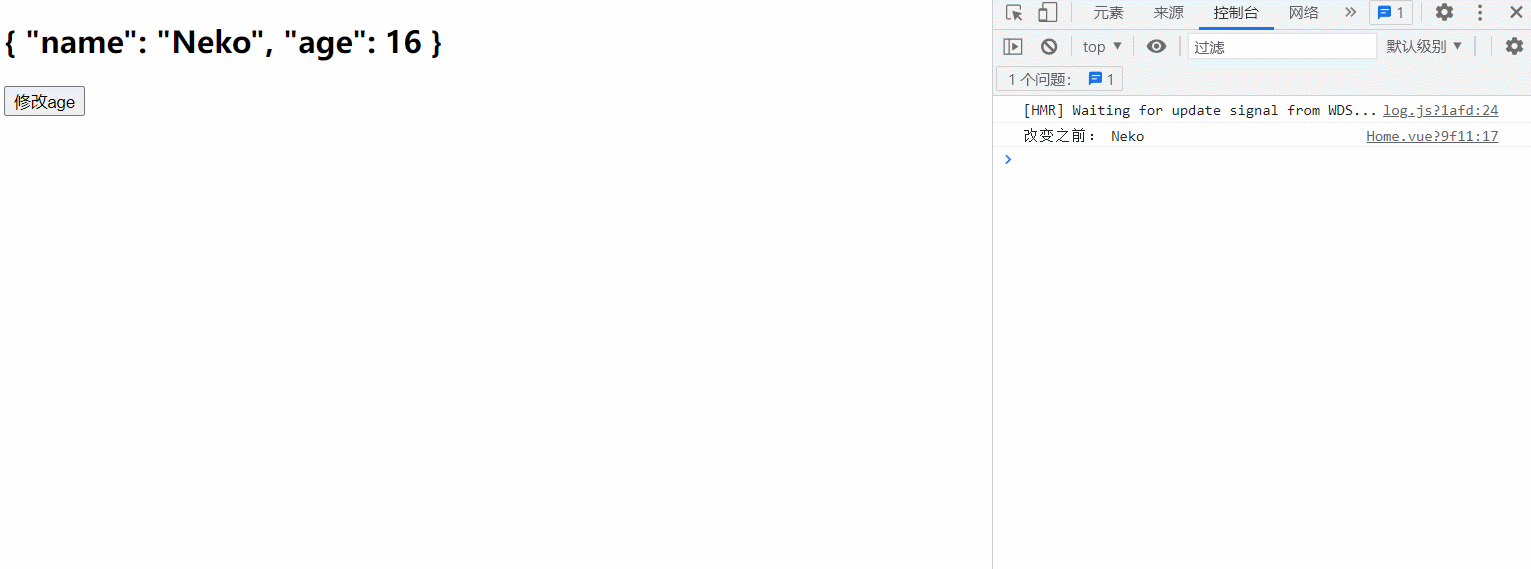 { "name": "Neko", "age": 16 }
修改age
元素 来源 控制台 网络 » 1
top ▼ 过滤 默认级别 ▼
1 个问题： 1
[HMR] Waiting for update signal from WDS... log.js?1afd:24
改变之前： Neko Home.vue?9f11:17